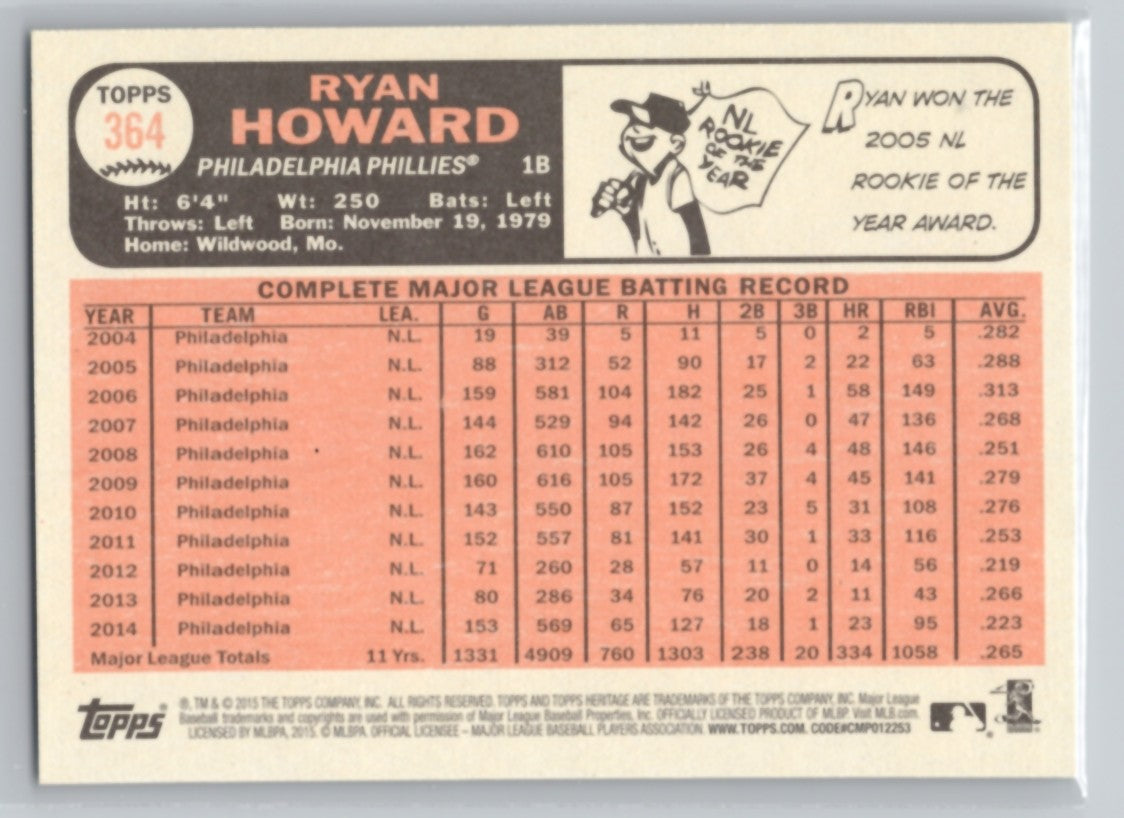 TOPPS
364
RYAN
HOWARD
PHILADELPHIA PHILLIES® 1B
Ht: 6'4" Wt: 250 Bats: Left
Throws: Left Born: November 19, 1979
Home: Wildwood, Mo.
NL
ROOKIE
OF THE
YEAR
RYAN WON THE
2005 NL
ROOKIE OF THE
YEAR AWARD.
COMPLETE MAJOR LEAGUE BATTING RECORD
YEAR TEAM LEA. G AB R H 2B 3B HR RBI AVG.
2004 Philadelphia N.L. 19 39 5 11 5 0 2 5 .282
2005 Philadelphia N.L. 88 312 52 90 17 2 22 63 .288
2006 Philadelphia N.L. 159 581 104 182 25 1 58 149 .313
2007 Philadelphia N.L. 144 529 94 142 26 0 47 136 .268
2008 Philadelphia N.L. 162 610 105 153 26 4 48 146 .251
2009 Philadelphia N.L. 160 616 105 172 37 4 45 141 .279
2010 Philadelphia N.L. 143 550 87 152 23 5 31 108 .276
2011 Philadelphia N.L. 152 557 81 141 30 1 33 116 .253
2012 Philadelphia N.L. 71 260 28 57 11 0 14 56 .219
2013 Philadelphia N.L. 80 286 34 76 20 2 11 43 .266
2014 Philadelphia N.L. 153 569 65 127 18 1 23 95 .223
Major League Totals 11 Yrs. 1331 4909 760 1303 238 20 334 1058 .265
Topps®
®, TM & © 2015 THE TOPPS COMPANY, INC. ALL RIGHTS RESERVED. TOPPS AND TOPPS HERITAGE ARE TRADEMARKS OF THE TOPPS COMPANY, INC. Major League
Baseball trademarks and copyrights are used with permission of Major League Baseball Properties, Inc. OFFICIALLY LICENSED PRODUCT OF MLBP. Visit MLB.com.
LICENSED BY MLBPA, 2015. © MLBPA. OFFICIAL LICENSEE – MAJOR LEAGUE BASEBALL PLAYERS ASSOCIATION. WWW.TOPPS.COM. CODE#CMP012253